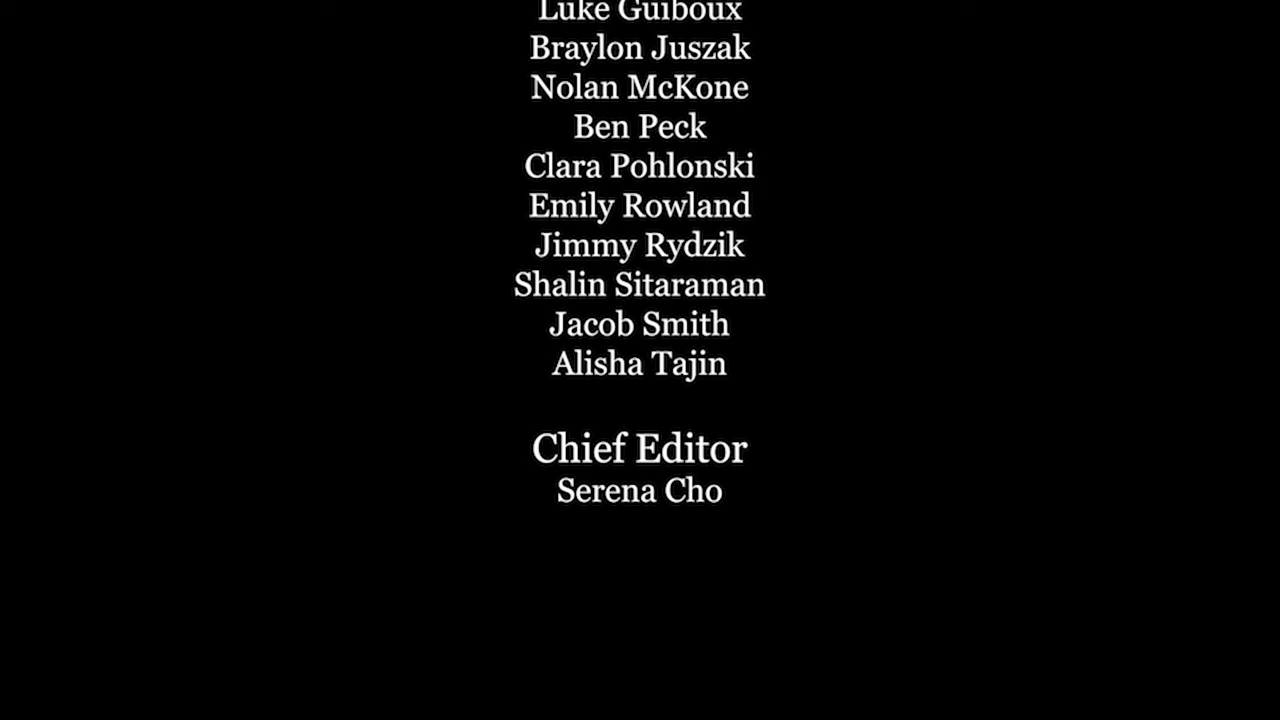 Luke Guiboux
Braylon Juszak
Nolan McKone
Ben Peck
Clara Pohlonski
Emily Rowland
Jimmy Rydzik
Shalin Sitaraman
Jacob Smith
Alisha Tajin
Chief Editor
Serena Cho